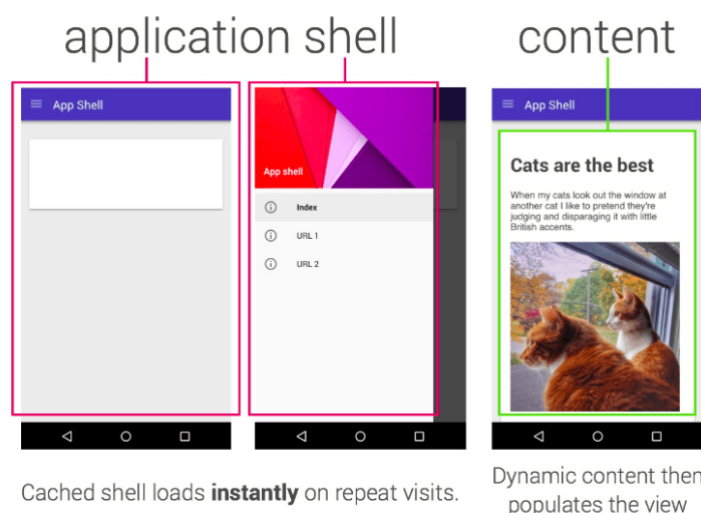 application shell
content
App Shell
App shell
Index
URL 1
URL 2
App Shell
Cats are the best
When my cats look out the window at
another cat I like to pretend they're
judging and disparaging it with little
British accents.
Cached shell loads instantly on repeat visits.
Dynamic content then
populates the view